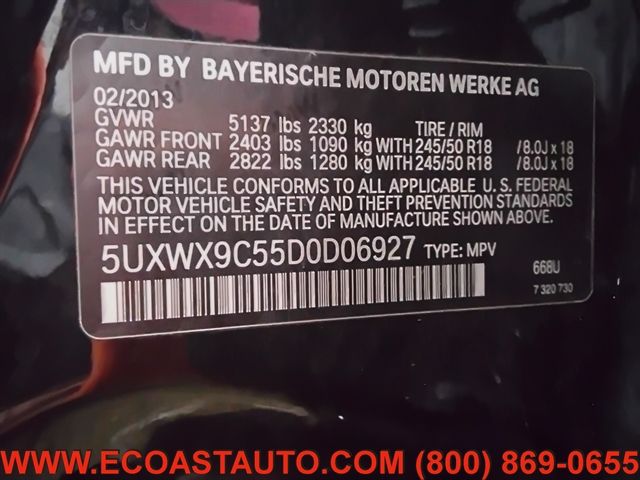 MFD BY BAYERISCHE MOTOREN WERKE AG
02/2013
GVWR 5137 lbs 2330 kg TIRE / RIM
GAWR FRONT 2403 lbs 1090 kg WITH 245/50 R18 /8.0J x 18
GAWR REAR 2822 lbs 1280 kg WITH 245/50 R18 /8.0J x 18
THIS VEHICLE CONFORMS TO ALL APPLICABLE U.S. FEDERAL
MOTOR VEHICLE SAFETY AND THEFT PREVENTION STANDARDS
IN EFFECT ON THE DATE OF MANUFACTURE SHOWN ABOVE.
5UXWX9C55D0D06927 TYPE: MPV
668U
7 320 730
WWW.ECOASTAUTO.COM (800) 869-0655